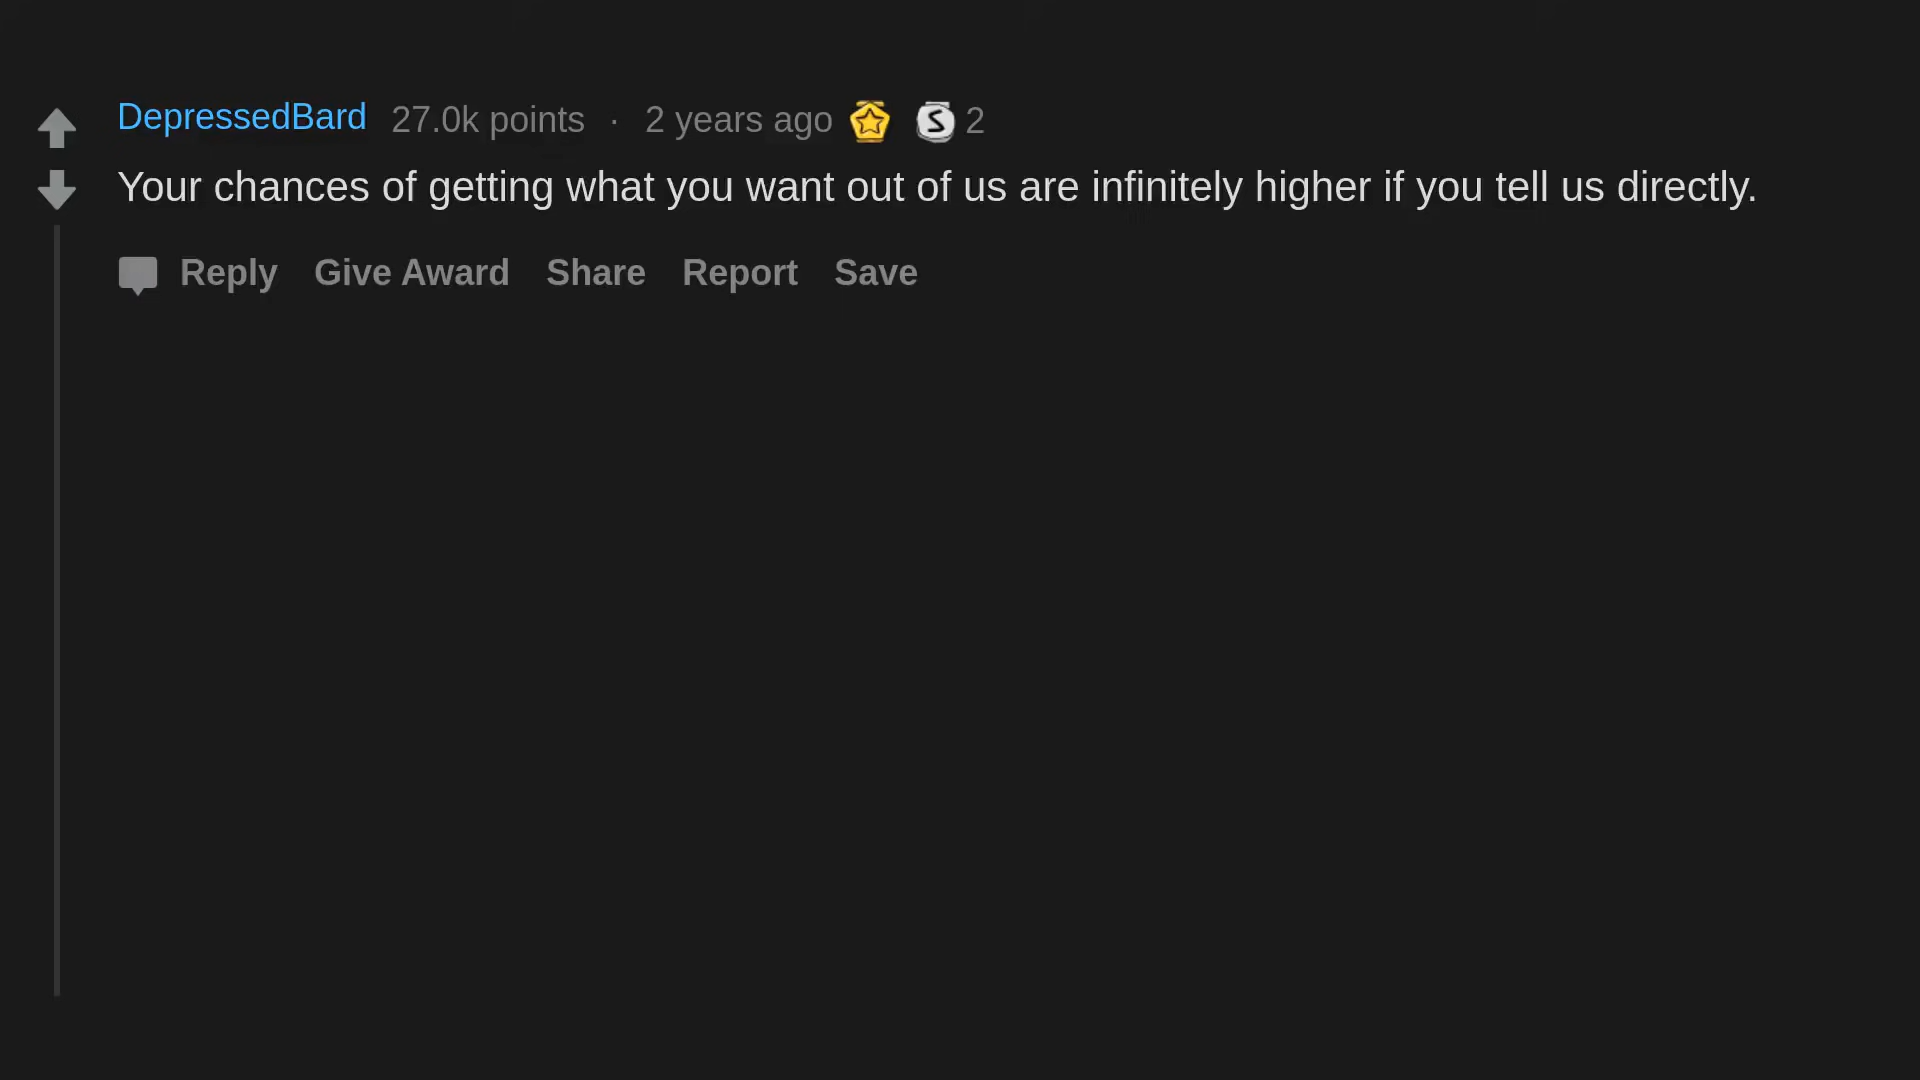 DepressedBard 27.0k points · 2 years ago 2
Your chances of getting what you want out of us are infinitely higher if you tell us directly.
Reply Give Award Share Report Save